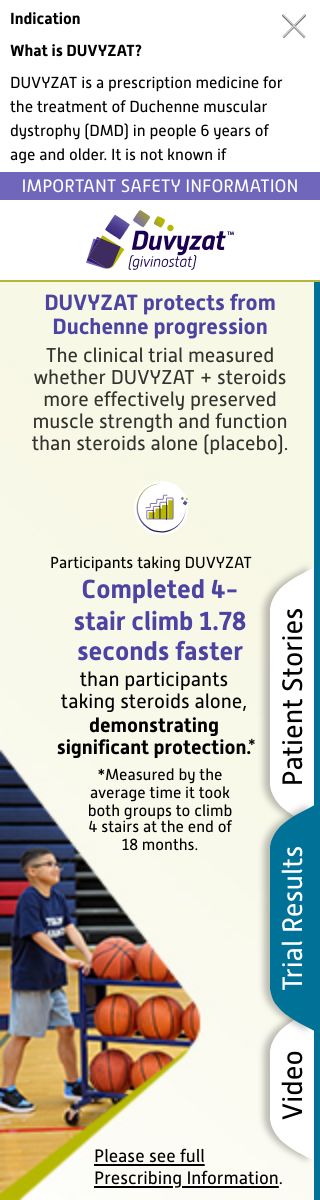 Indication
What is DUVYZAT?
DUVYZAT is a prescription medicine for
the treatment of Duchenne muscular
dystrophy (DMD) in people 6 years of
age and older. It is not known if
IMPORTANT SAFETY INFORMATION
Duvyzat™
(givinostat)
DUVYZAT protects from
Duchenne progression
The clinical trial measured
whether DUVYZAT + steroids
more effectively preserved
muscle strength and function
than steroids alone (placebo).
Participants taking DUVYZAT
Completed 4-
stair climb 1.78
seconds faster
than participants
taking steroids alone,
demonstrating
significant protection.*
*Measured by the
average time it took
both groups to climb
4 stairs at the end of
18 months.
Patient Stories
Trial Results
Video
Please see full
Prescribing Information.